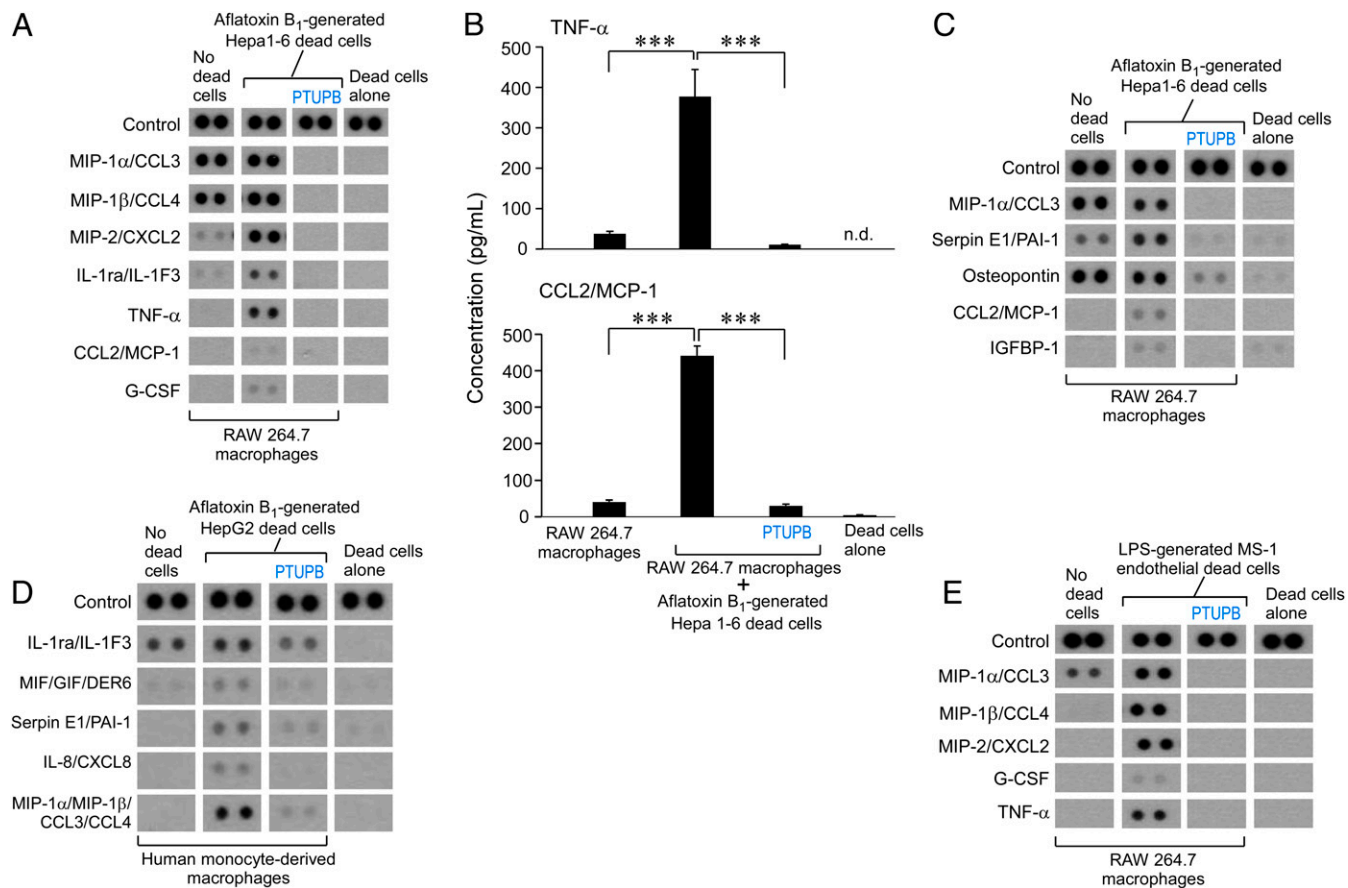 A
Aflatoxin B₁-generated
Hepa1-6 dead cells
No
dead
cells
PTUPB
Dead cells
alone
Control
MIP-1α/CCL3
MIP-1β/CCL4
MIP-2/CXCL2
IL-1ra/IL-1F3
TNF-α
CCL2/MCP-1
G-CSF
RAW 264.7
macrophages
B
TNF-α
500
400
300
200
100
0
***
***
n.d.
Concentration (pg/mL)
CCL2/MCP-1
500
400
300
200
100
0
***
***
RAW 264.7
macrophages
PTUPB
Dead cells
alone
RAW 264.7 macrophages
+
Aflatoxin B₁-generated
Hepa 1-6 dead cells
C
Aflatoxin B₁-generated
Hepa1-6 dead cells
No
dead
cells
PTUPB
Dead cells
alone
Control
MIP-1α/CCL3
Serpin E1/PAI-1
Osteopontin
CCL2/MCP-1
IGFBP-1
RAW 264.7
macrophages
D
Aflatoxin B₁-generated
HepG2 dead cells
No
dead
cells
PTUPB
Dead cells
alone
Control
IL-1ra/IL-1F3
MIF/GIF/DER6
Serpin E1/PAI-1
IL-8/CXCL8
MIP-1α/MIP-1β/
CCL3/CCL4
Human monocyte-derived
macrophages
E
LPS-generated MS-1
endothelial dead cells
No
dead
cells
PTUPB
Dead cells
alone
Control
MIP-1α/CCL3
MIP-1β/CCL4
MIP-2/CXCL2
G-CSF
TNF-α
RAW 264.7
macrophages